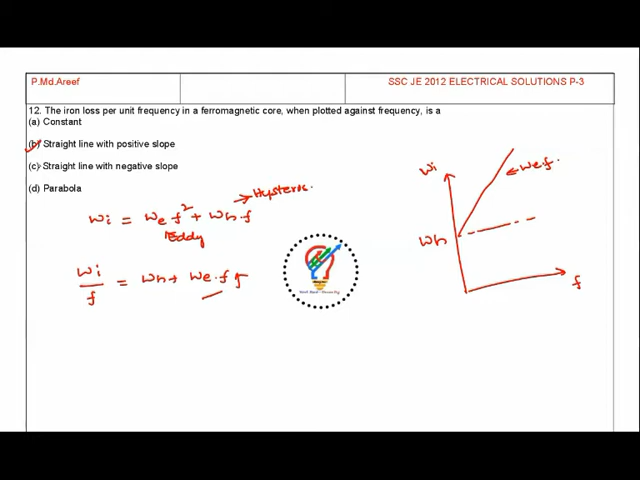 P.Md.Areef
SSC JE 2012 ELECTRICAL SOLUTIONS P-3
12. The iron loss per unit frequency in a ferromagnetic core, when plotted against frequency, is a
(a) Constant
(b) Straight line with positive slope
(c) Straight line with negative slope
(d) Parabola
→ Hysteres.
Wi = We f² + Wh.f
Eddy
Wi/f = Wh + We.f
Wi
We.f
Wh
f